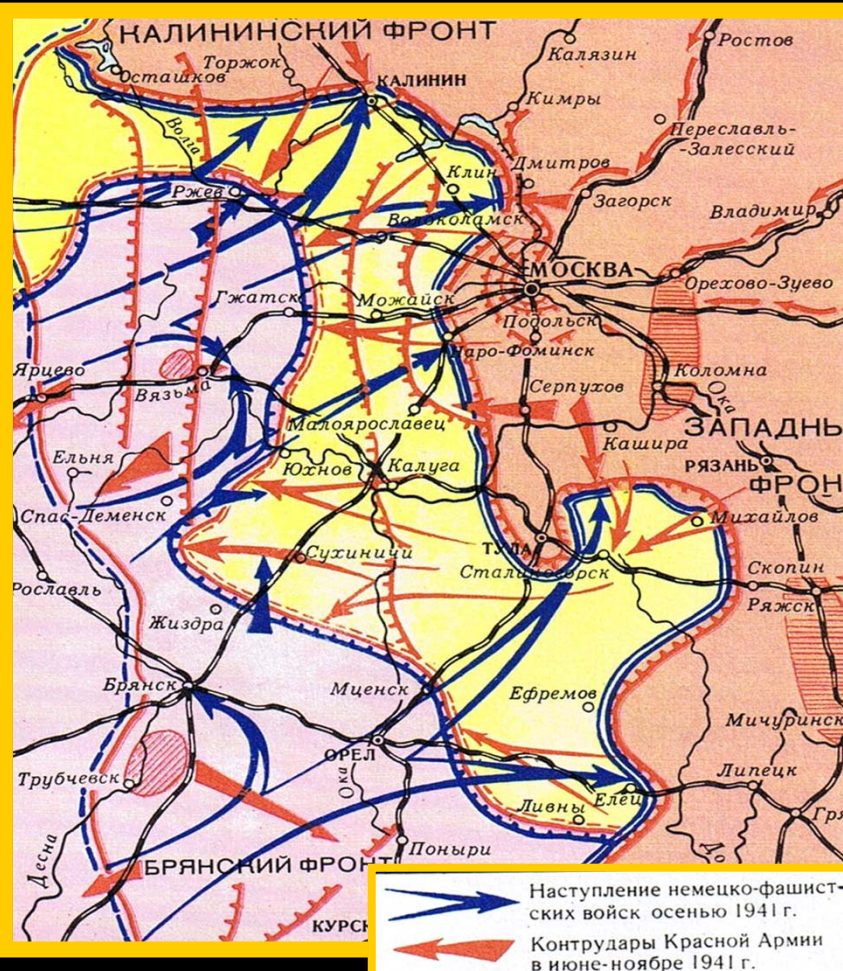 КАЛИНИНСКИЙ ФРОНТ
Ростов
Калязин
Торжок
Осташков
КАЛИНИН
Кимры
Волга
Переславль-
-Залесский
Клин
Дмитров
Ржев
Загорск
Волоколамск
Владимир
МОСКВА
Орехово-Зуево
Гжатск
Можайск
Подольск
Наро-Фоминск
Ярцево
Вязьма
Серпухов
Коломна
Ока
Малоярославец
ЗАПАДНЫ
Кашира
Ельня
Юхнов
Калуга
РЯЗАНЬ
ФРОН
Спас-Деменск
Михайлов
Сухиничи
ТУЛА
Сталиногорск
Скопин
Рославль
Ряжск
Жиздра
Брянск
Мценск
Ефремов
Мичуринск
ОРЕЛ
Липецк
Трубчевск
Ока
Ливны
Елец
Гря
До
Десна
Поныри
БРЯНСКИЙ ФРОНТ
КУРСК
Наступление немецко-фашист-
ских войск осенью 1941 г.
Контрудары Красной Армии
в июне-ноябре 1941 г.